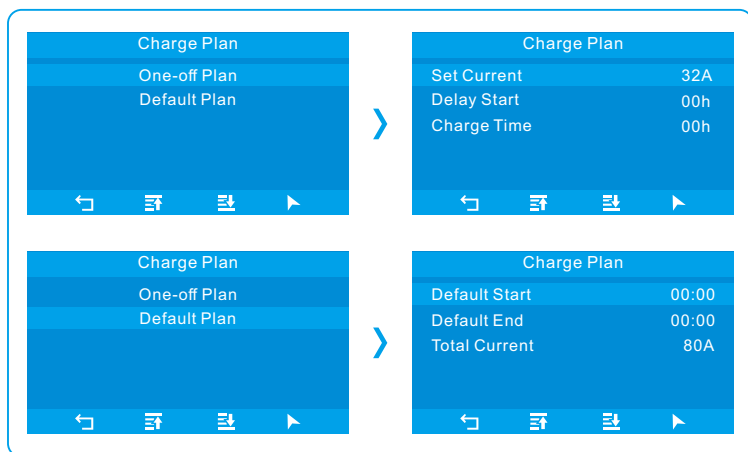 Charge Plan
One-off Plan
Default Plan
Charge Plan
Set Current 32A
Delay Start 00h
Charge Time 00h
Charge Plan
One-off Plan
Default Plan
Charge Plan
Default Start 00:00
Default End 00:00
Total Current 80A